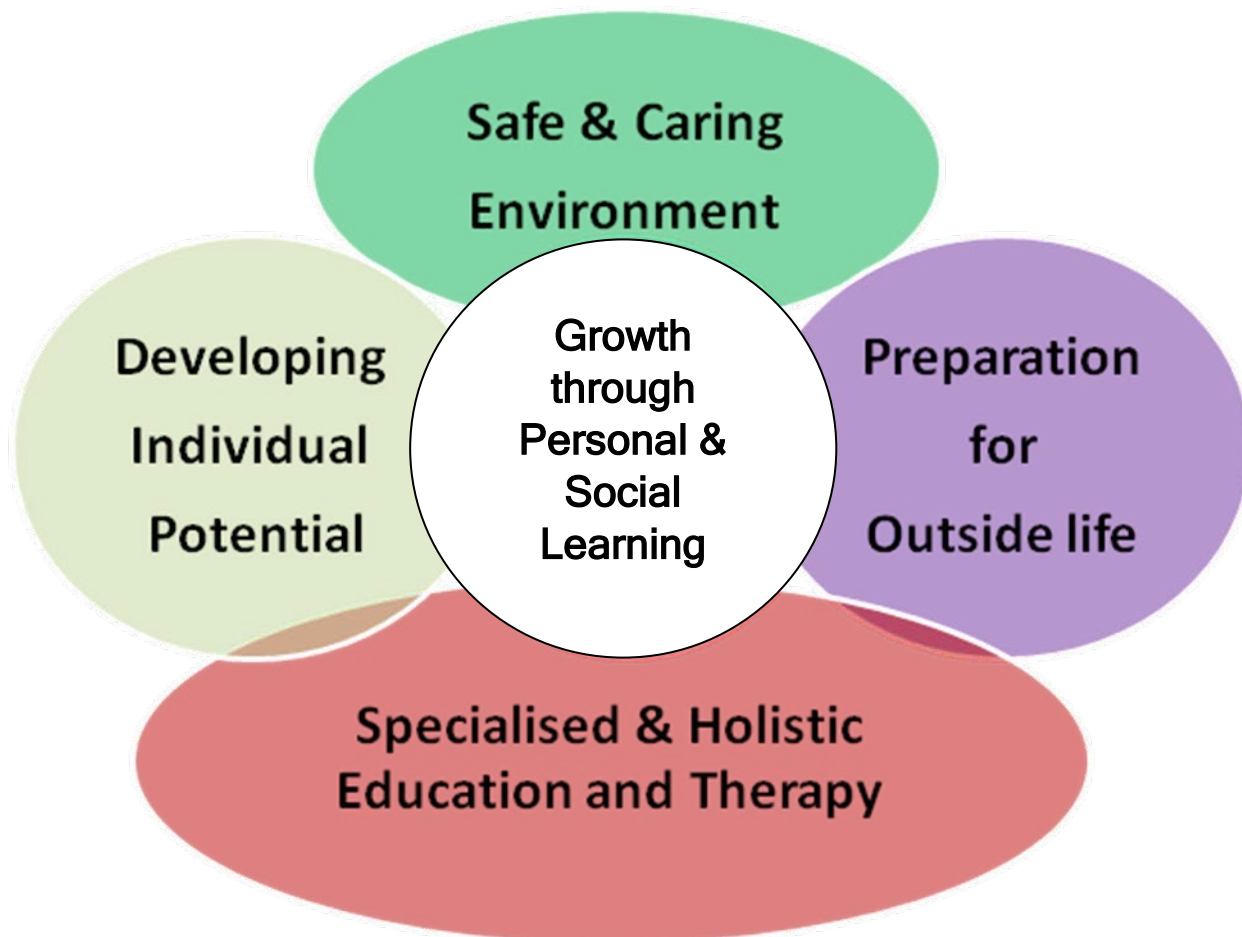 Safe & Caring
Environment
Developing
Individual
Potential
Growth
through
Personal &
Social
Learning
Preparation
for
Outside life
Specialised & Holistic
Education and Therapy